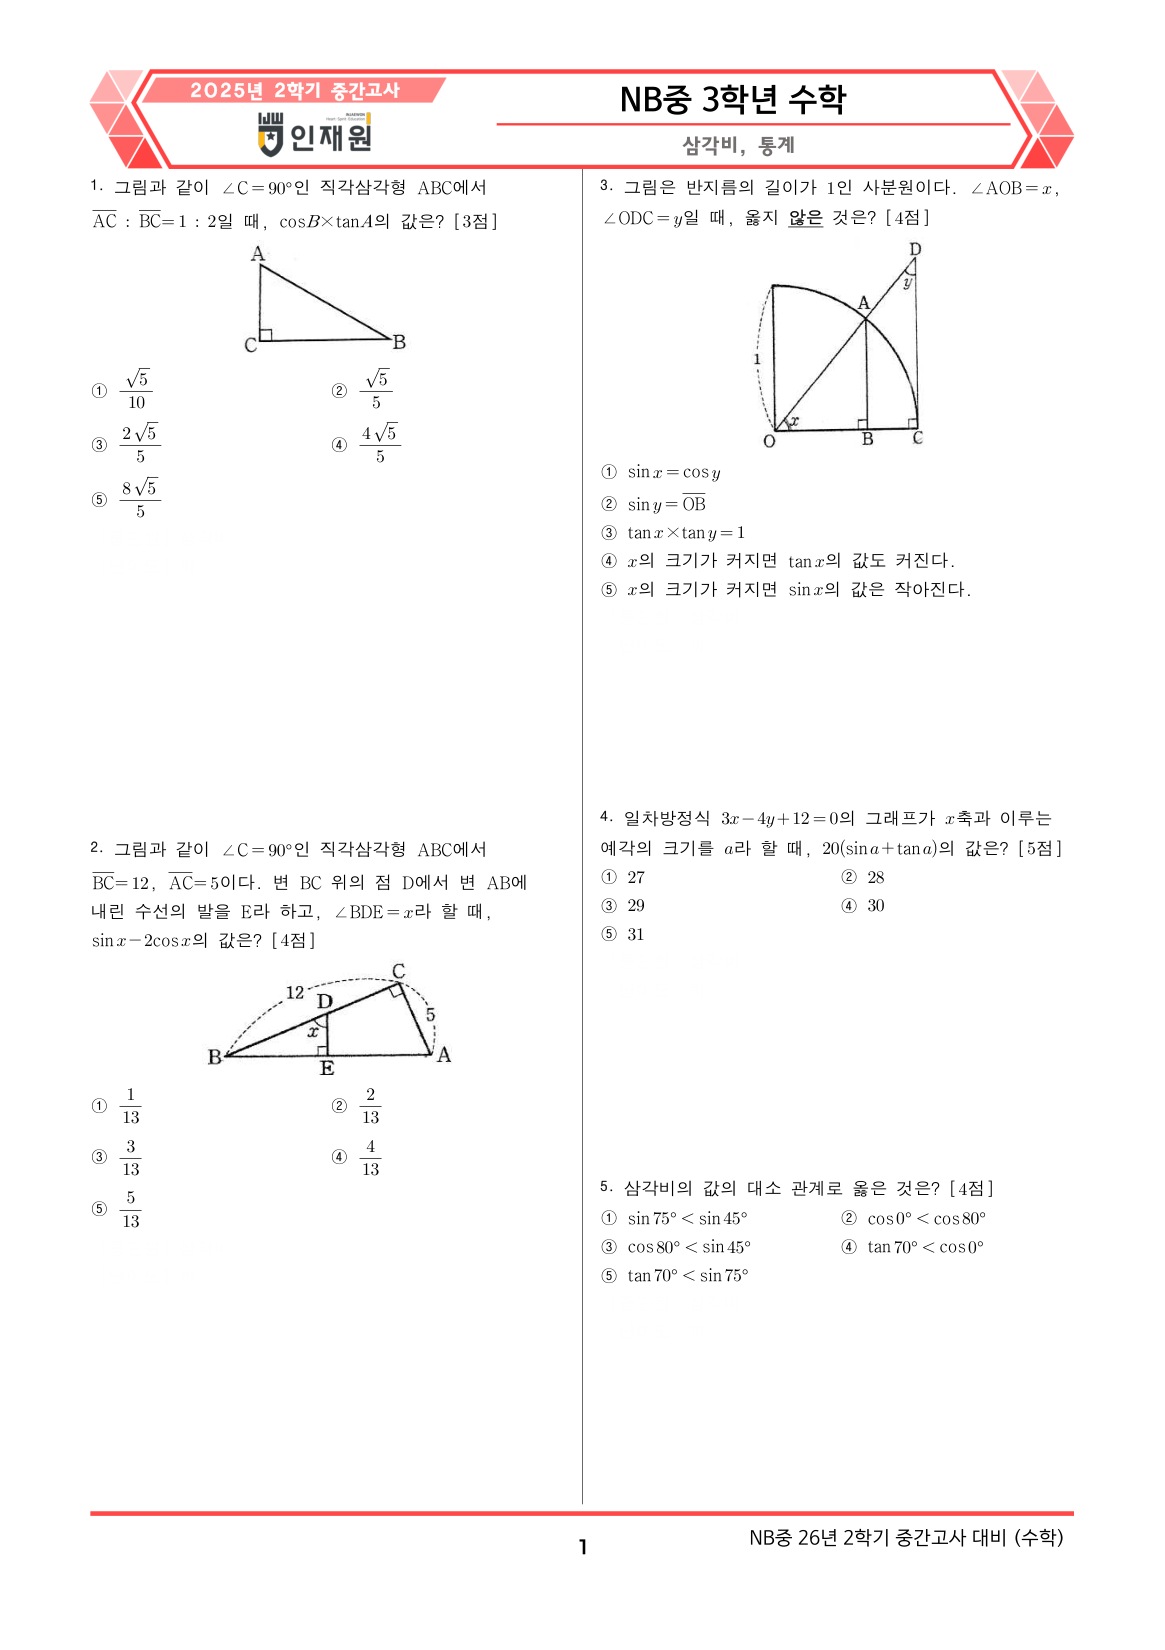 2025년 2학기 중간고사
INJAEWON
인재원
NB중 3학년 수학
삼각비, 통계
1. 그림과 같이 ∠C=90°인 직각삼각형 ABC에서
A̅C̅ : B̅C̅=1 : 2일 때, cosB×tanA의 값은? [3점]
A
C
B
① √5/10
② √5/5
③ 2√5/5
④ 4√5/5
⑤ 8√5/5
2. 그림과 같이 ∠C=90°인 직각삼각형 ABC에서
B̅C̅=12, A̅C̅=5이다. 변 BC 위의 점 D에서 변 AB에
내린 수선의 발을 E라 하고, ∠BDE=x라 할 때,
sinx-2cosx의 값은? [4점]
C
12
D
5
x
B
A
E
① 1/13
② 2/13
③ 3/13
④ 4/13
⑤ 5/13
3. 그림은 반지름의 길이가 1인 사분원이다. ∠AOB=x,
∠ODC=y일 때, 옳지 않은 것은? [4점]
D
y
A
1
x
O
B
C
① sinx=cosy
② siny=O̅B̅
③ tanx×tany=1
④ x의 크기가 커지면 tanx의 값도 커진다.
⑤ x의 크기가 커지면 sinx의 값은 작아진다.
4. 일차방정식 3x-4y+12=0의 그래프가 x축과 이루는
예각의 크기를 a라 할 때, 20(sina+tana)의 값은? [5점]
① 27
② 28
③ 29
④ 30
⑤ 31
5. 삼각비의 값의 대소 관계로 옳은 것은? [4점]
① sin75°<sin45°
② cos0°<cos80°
③ cos80°<sin45°
④ tan70°<cos0°
⑤ tan70°<sin75°
1
NB중 26년 2학기 중간고사 대비 (수학)